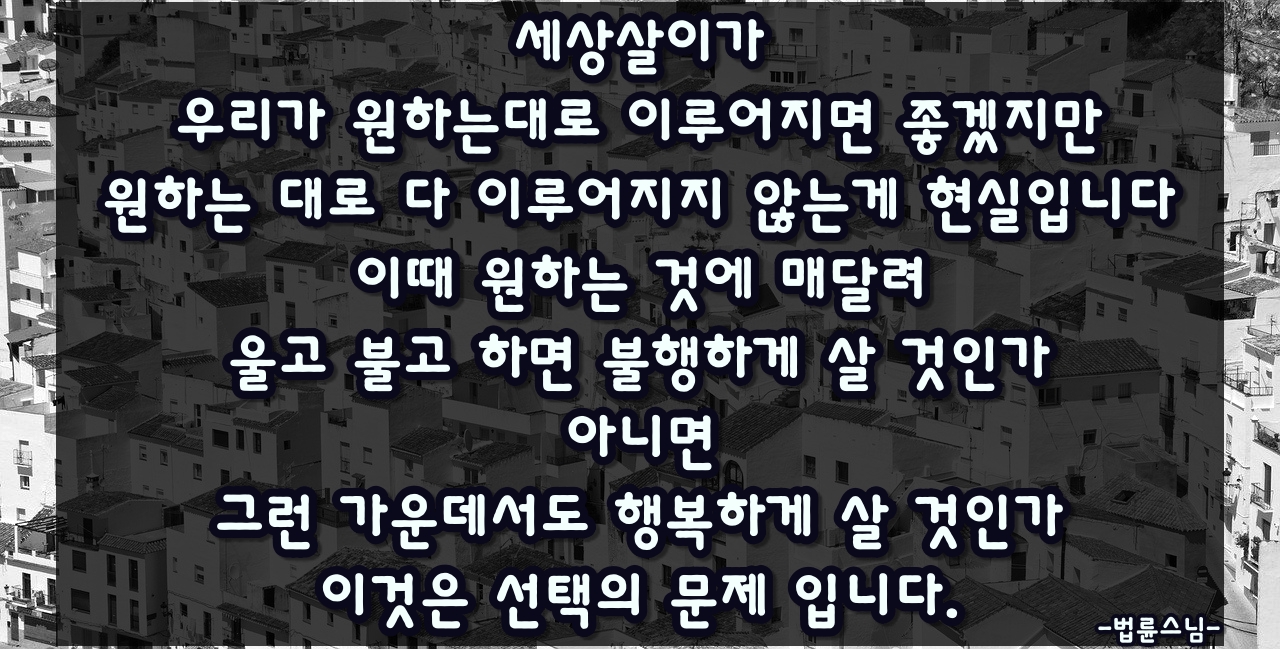 세상살이가
우리가 원하는대로 이루어지면 좋겠지만
원하는 대로 다 이루어지지 않는게 현실입니다
이때 원하는 것에 매달려
울고 불고 하면 불행하게 살 것인가
아니면
그런 가운데서도 행복하게 살 것인가
이것은 선택의 문제 입니다.
-법륜스님-